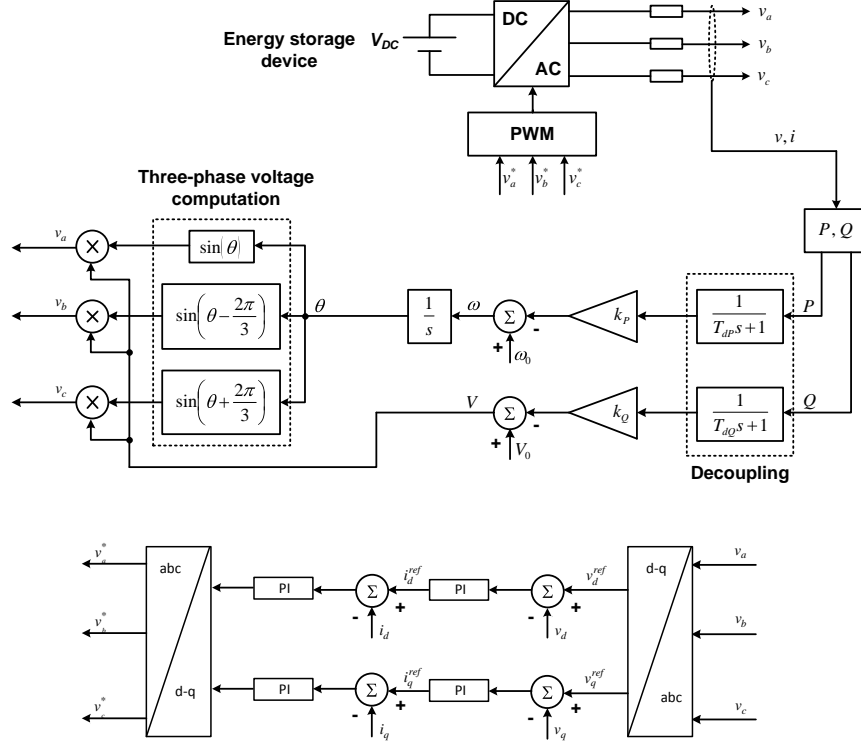 Energy storage
device
V_DC
DC
AC
v_a
v_b
v_c
PWM
v, i
v_a^*
v_b^*
v_c^*
Three-phase voltage
computation
P, Q
v_a
sin(θ)
v_b
sin(θ − 2π/3)
θ
1/s
ω
Σ
-
+
ω_0
k_P
1/(T_dP s+1)
P
v_c
sin(θ + 2π/3)
V
Σ
-
+
V_0
k_Q
1/(T_dQ s+1)
Q
Decoupling
v_a^*
abc
d-q
PI
Σ
-
+
i_d
i_d^ref
PI
Σ
-
+
v_d
v_d^ref
d-q
abc
v_a
v_b^*
v_b
v_c^*
PI
Σ
-
+
i_q
i_q^ref
PI
Σ
-
+
v_q
v_q^ref
v_c